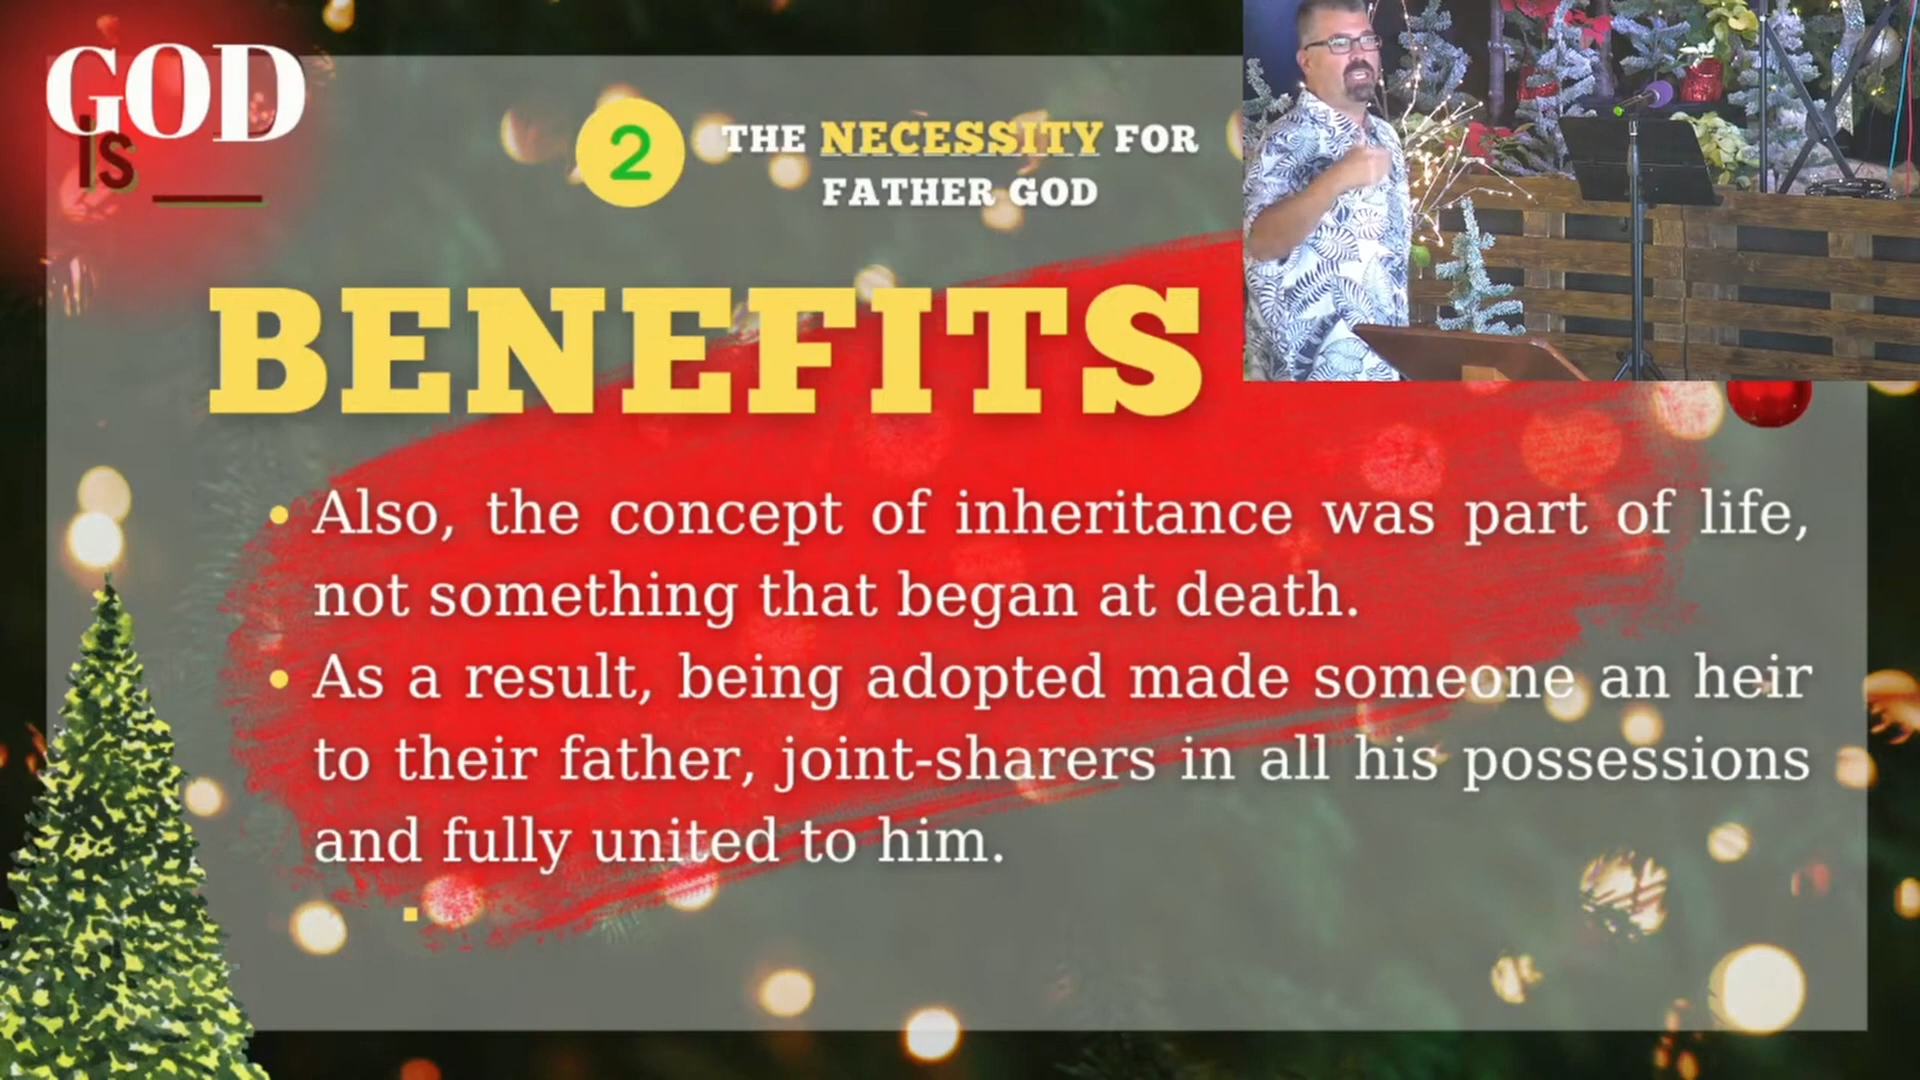 GOD
IS ___
2
THE NECESSITY FOR
FATHER GOD
BENEFITS
• Also, the concept of inheritance was part of life,
not something that began at death.
• As a result, being adopted made someone an heir
to their father, joint-sharers in all his possessions
and fully united to him.